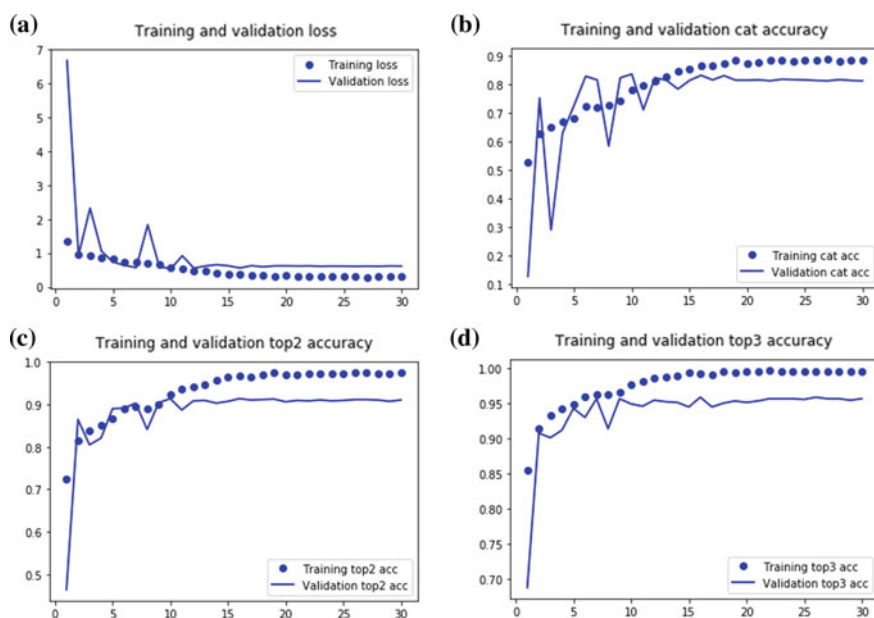 (a)
Training and validation loss
7
6
5
4
3
2
1
0
Training loss
Validation loss
0 5 10 15 20 25 30
(b)
Training and validation cat accuracy
0.9
0.8
0.7
0.6
0.5
0.4
0.3
0.2
0.1
Training cat acc
Validation cat acc
0 5 10 15 20 25 30
(c)
Training and validation top2 accuracy
1.0
0.9
0.8
0.7
0.6
0.5
Training top2 acc
Validation top2 acc
0 5 10 15 20 25 30
(d)
Training and validation top3 accuracy
1.00
0.95
0.90
0.85
0.80
0.75
0.70
Training top3 acc
Validation top3 acc
0 5 10 15 20 25 30